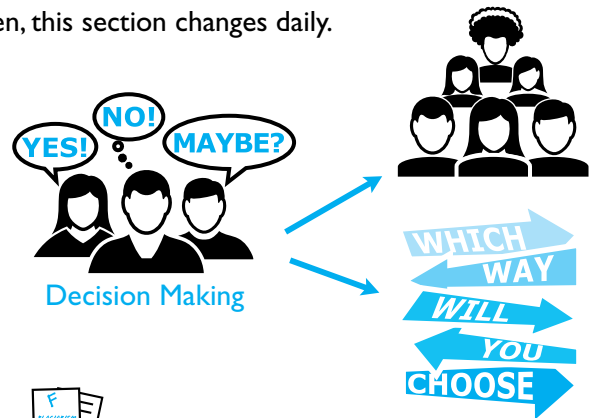 en, this section changes daily.
NO!
YES!
MAYBE?
Decision Making
WHICH
WAY
WILL
YOU
CHOOSE
F